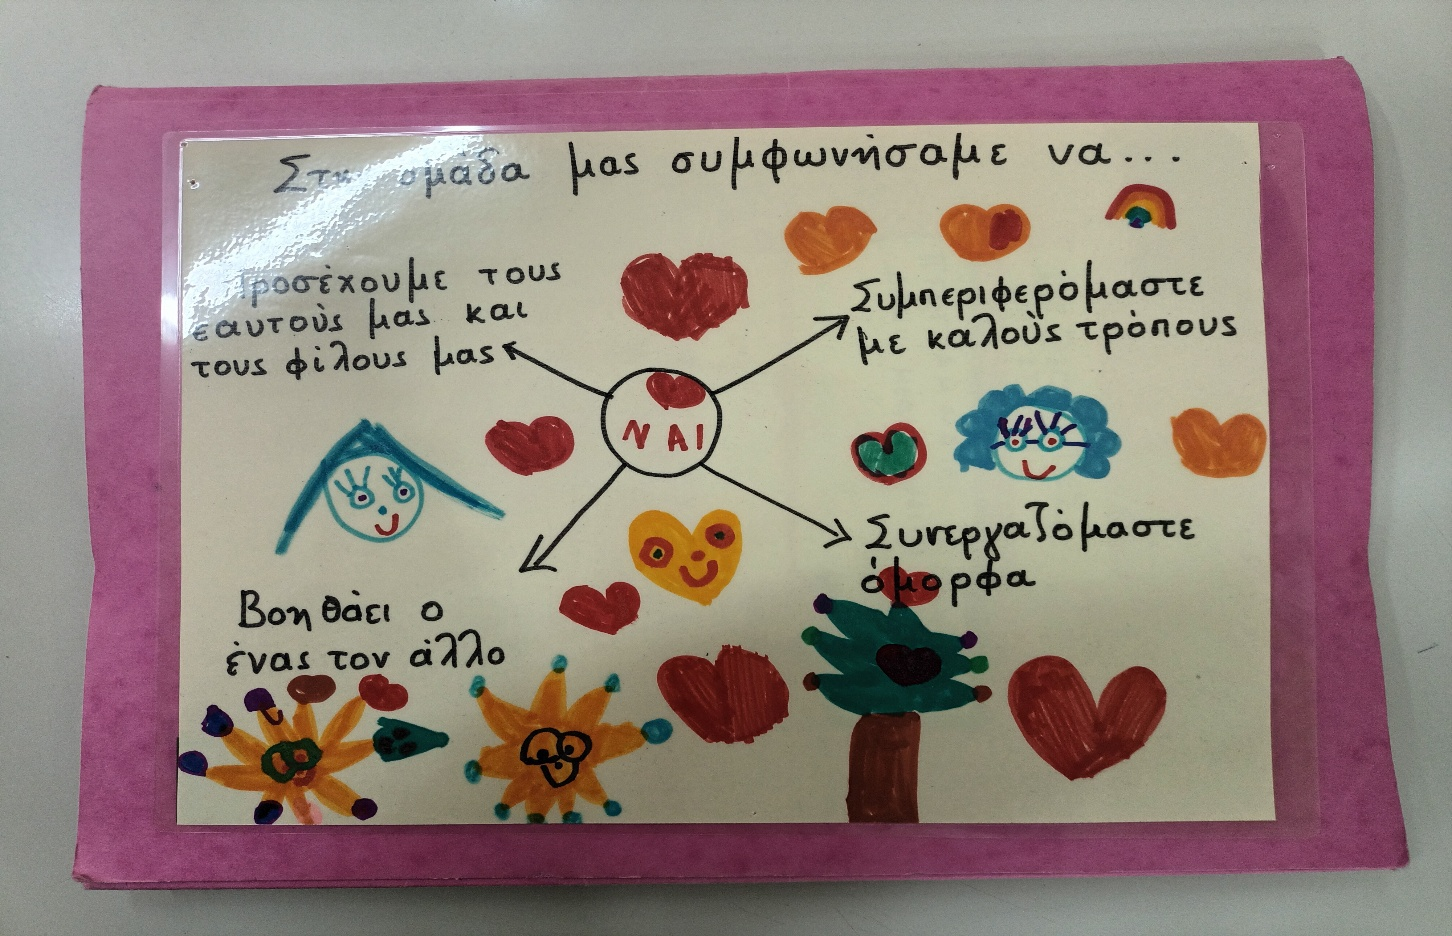 Στην ομάδα μας συμφωνήσαμε να...
Προσέχουμε τους
εαυτούς μας και
τους φίλους μας
Συμπεριφερόμαστε
με καλούς τρόπους
ΝΑΙ
Βοηθάει ο
ένας τον άλλο
Συνεργαζόμαστε
όμορφα